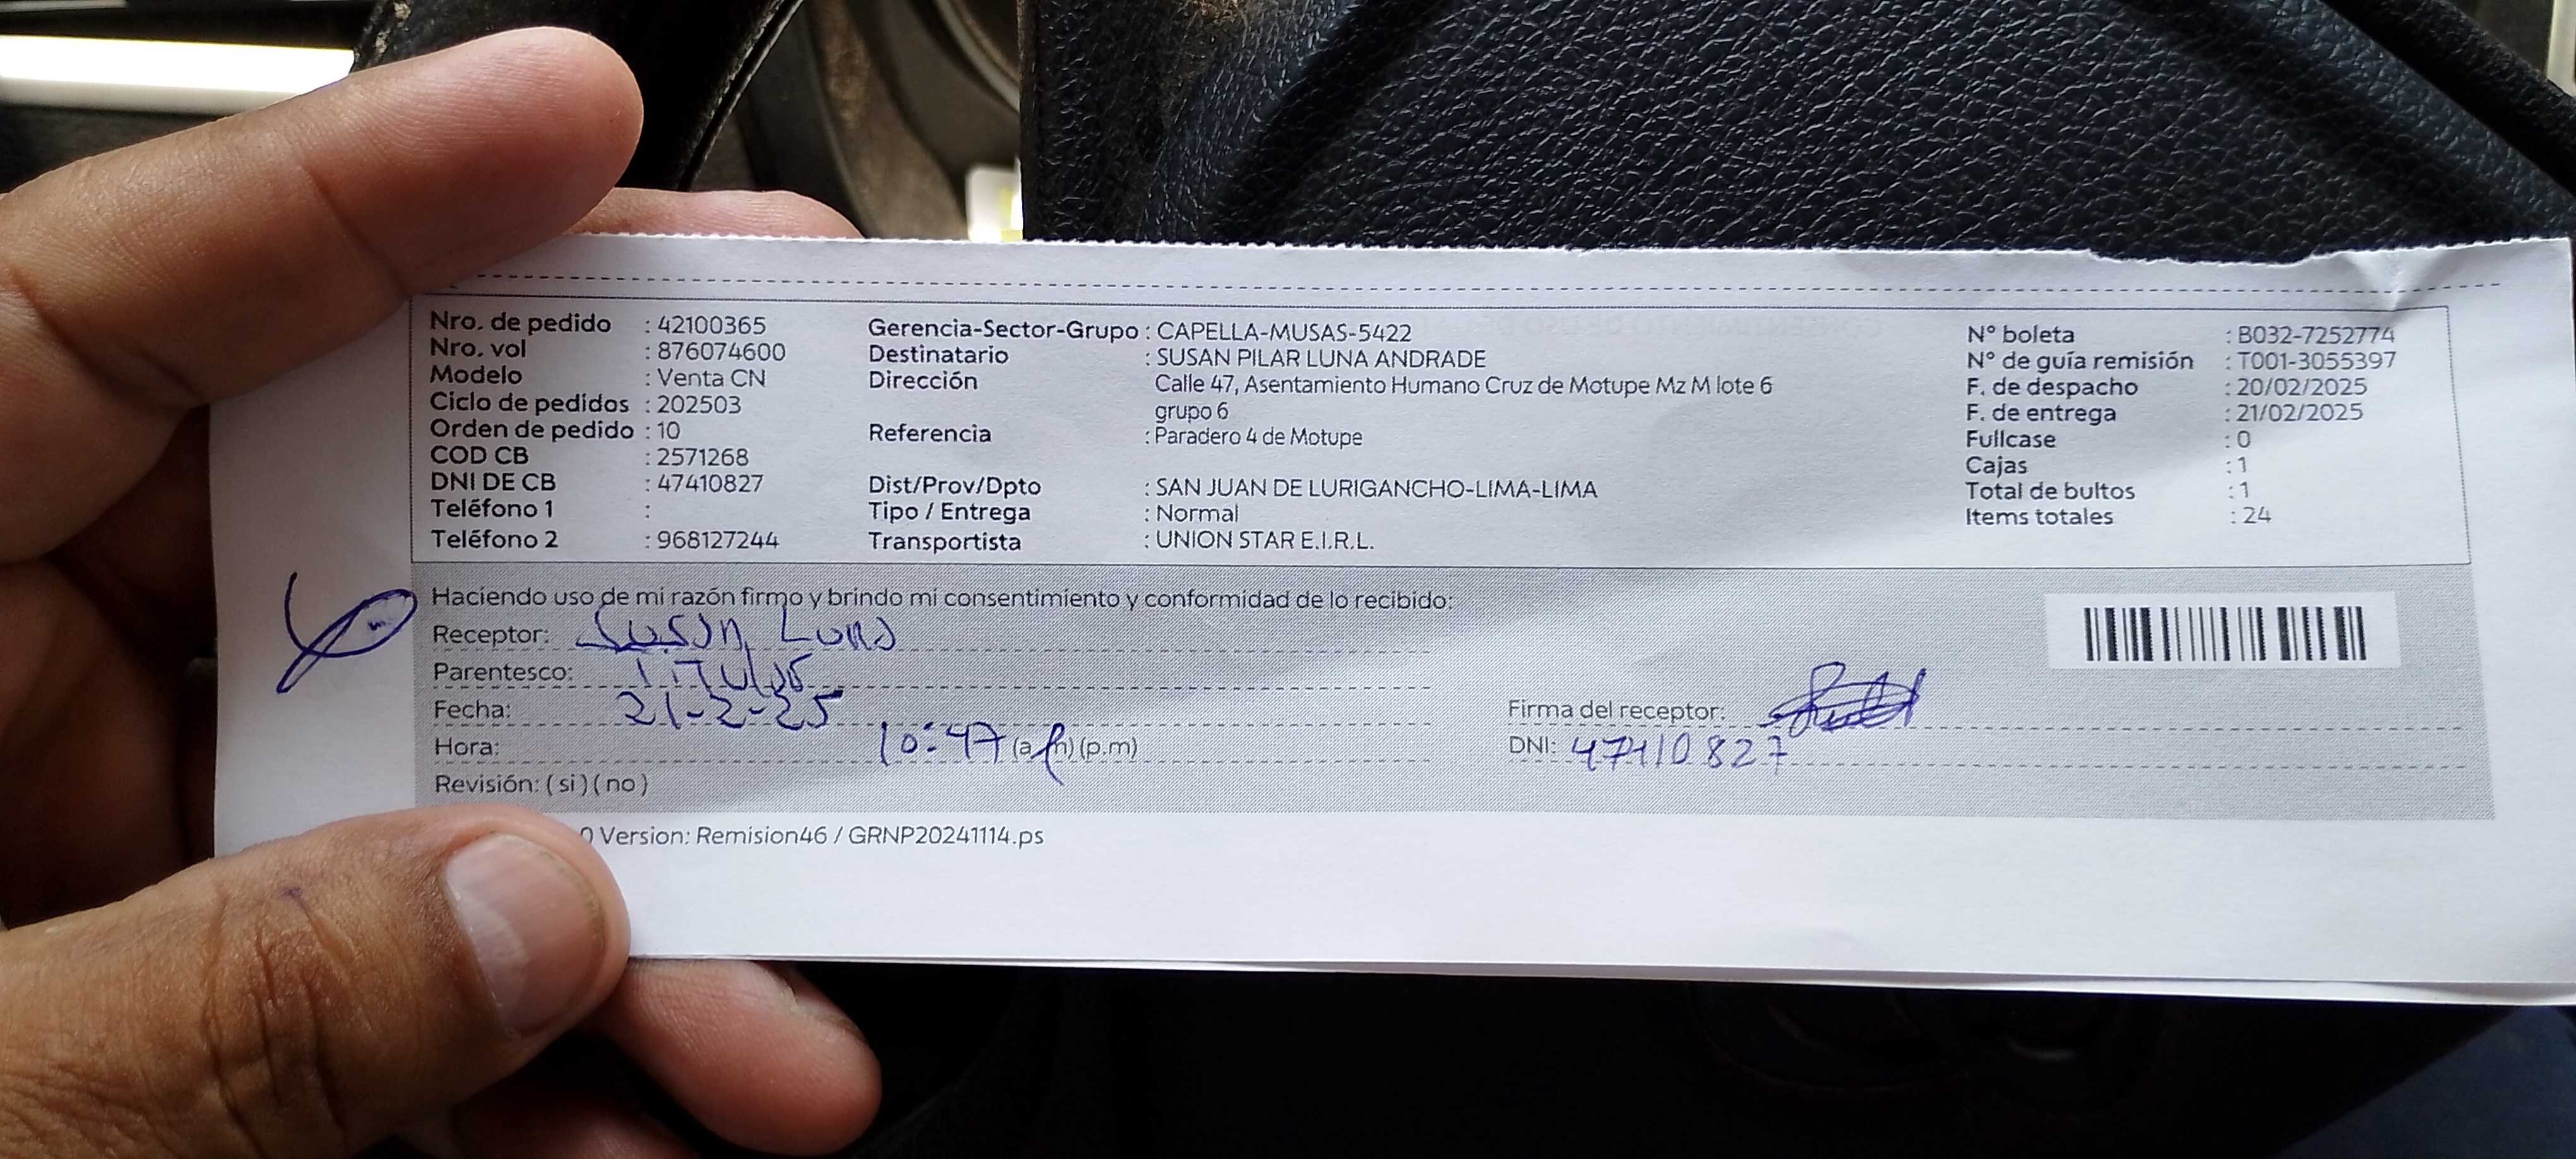 Nro. de pedido : 42100365
Nro. vol : 876074600
Modelo : Venta CN
Ciclo de pedidos : 202503
Orden de pedido : 10
COD CB : 2571268
DNI DE CB : 47410827
Teléfono 1 :
Teléfono 2 : 968127244
Gerencia-Sector-Grupo : CAPELLA-MUSAS-5422
Destinatario : SUSAN PILAR LUNA ANDRADE
Dirección Calle 47, Asentamiento Humano Cruz de Motupe Mz M lote 6
grupo 6
Referencia : Paradero 4 de Motupe
Dist/Prov/Dpto : SAN JUAN DE LURIGANCHO-LIMA-LIMA
Tipo / Entrega : Normal
Transportista : UNION STAR E.I.R.L.
N° boleta : B032-7252774
N° de guía remisión : T001-3055397
F. de despacho : 20/02/2025
F. de entrega : 21/02/2025
Fullcase : 0
Cajas : 1
Total de bultos : 1
Items totales : 24
Haciendo uso de mi razón firmo y brindo mi consentimiento y conformidad de lo recibido:
Receptor: Susan Luna
Parentesco:
Fecha: 21-2-25
Hora: 10:47 (a.m) (p.m)
Revisión: ( si ) ( no )
Firma del receptor:
DNI: 47410827
0 Version: Remision46 / GRNP20241114.ps